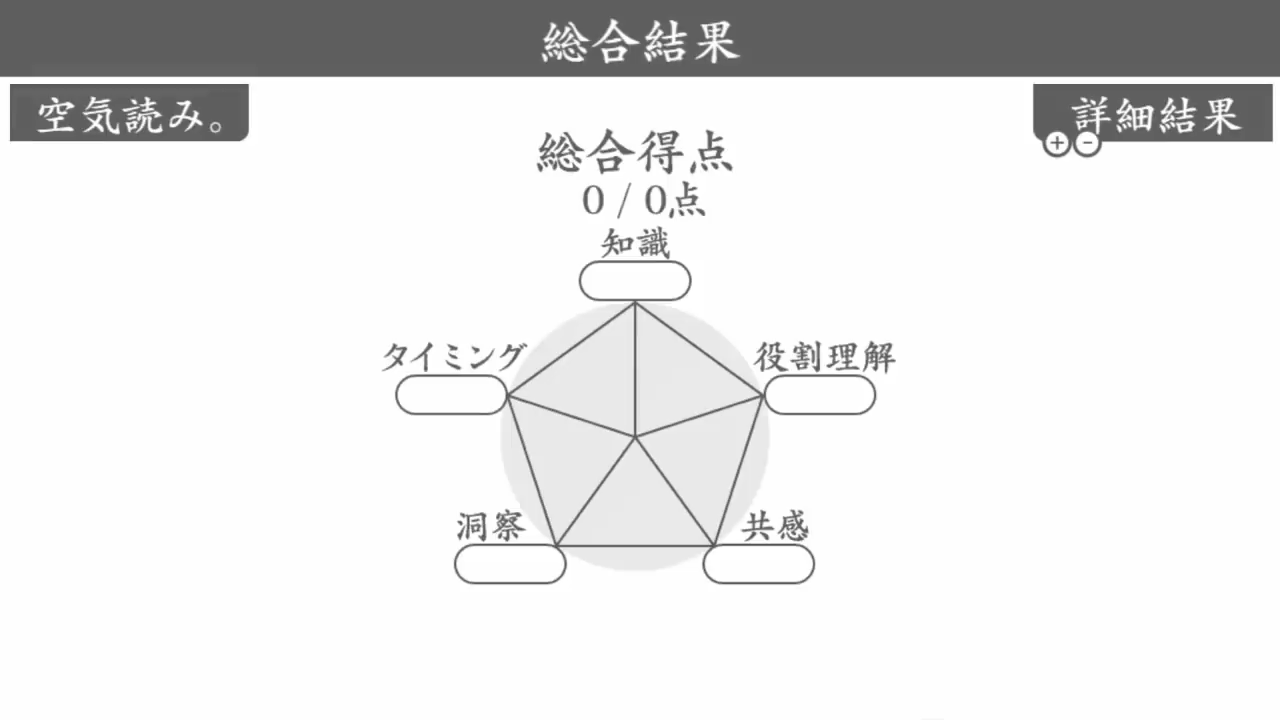 総合結果
空気読み。
詳細結果
+ -
総合得点
0 / 0点
知識
タイミング
役割理解
洞察
共感